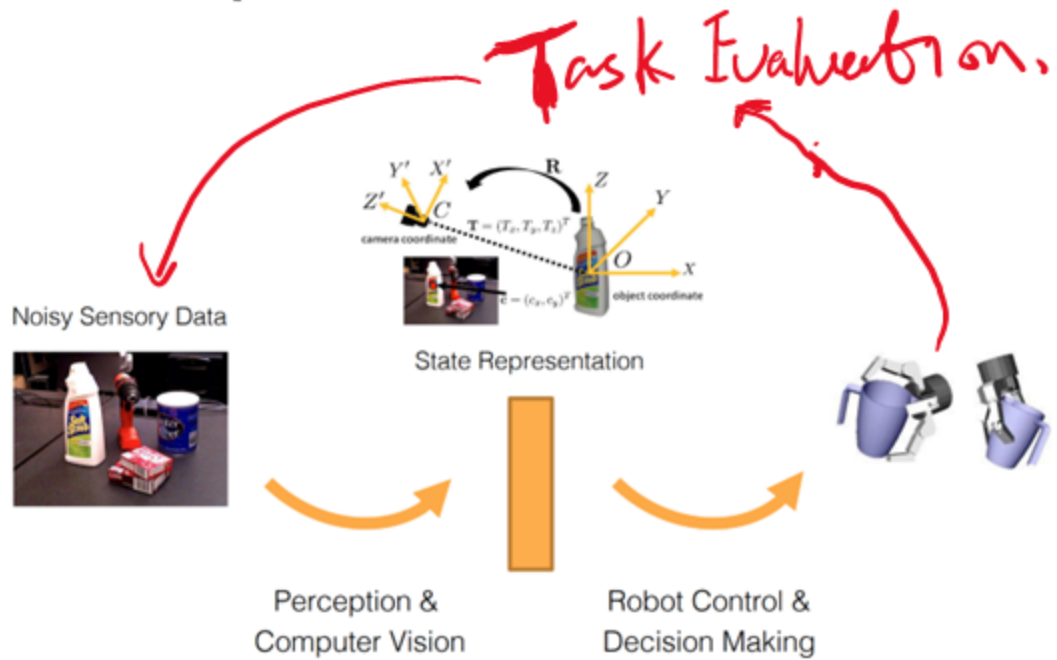 Task Evaluation.
R
Y' X' Z
Z' Y
C
T = (Tx, Ty, Tz)^T
camera coordinate
O X
c = (cx, cy)^T object coordinate
Noisy Sensory Data
State Representation
Perception & Robot Control &
Computer Vision Decision Making